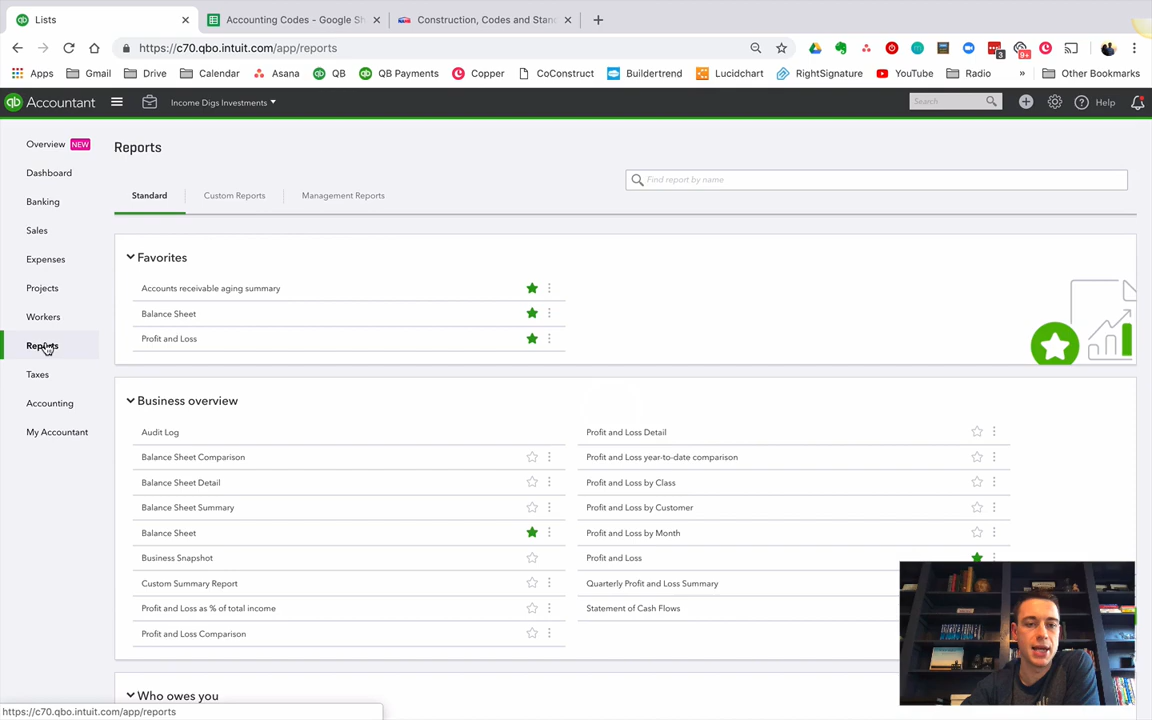 Lists
Accounting Codes - Google Sh
Construction, Codes and Stan
https://c70.qbo.intuit.com/app/reports
3
9+
Apps
Gmail
Drive
Calendar
Asana
QB
QB Payments
Copper
CoConstruct
Buildertrend
Lucidchart
RightSignature
YouTube
Radio
»
Other Bookmarks
qb Accountant
Income Digs Investments
Search
Help
Overview NEW
Dashboard
Banking
Sales
Expenses
Projects
Workers
Reports
Taxes
Accounting
My Accountant
Reports
Find report by name
Standard
Custom Reports
Management Reports
Favorites
Accounts receivable aging summary
Balance Sheet
Profit and Loss
Business overview
Audit Log
Balance Sheet Comparison
Balance Sheet Detail
Balance Sheet Summary
Balance Sheet
Business Snapshot
Custom Summary Report
Profit and Loss as % of total income
Profit and Loss Comparison
Profit and Loss Detail
Profit and Loss year-to-date comparison
Profit and Loss by Class
Profit and Loss by Customer
Profit and Loss by Month
Profit and Loss
Quarterly Profit and Loss Summary
Statement of Cash Flows
Who owes you
https://c70.qbo.intuit.com/app/reports